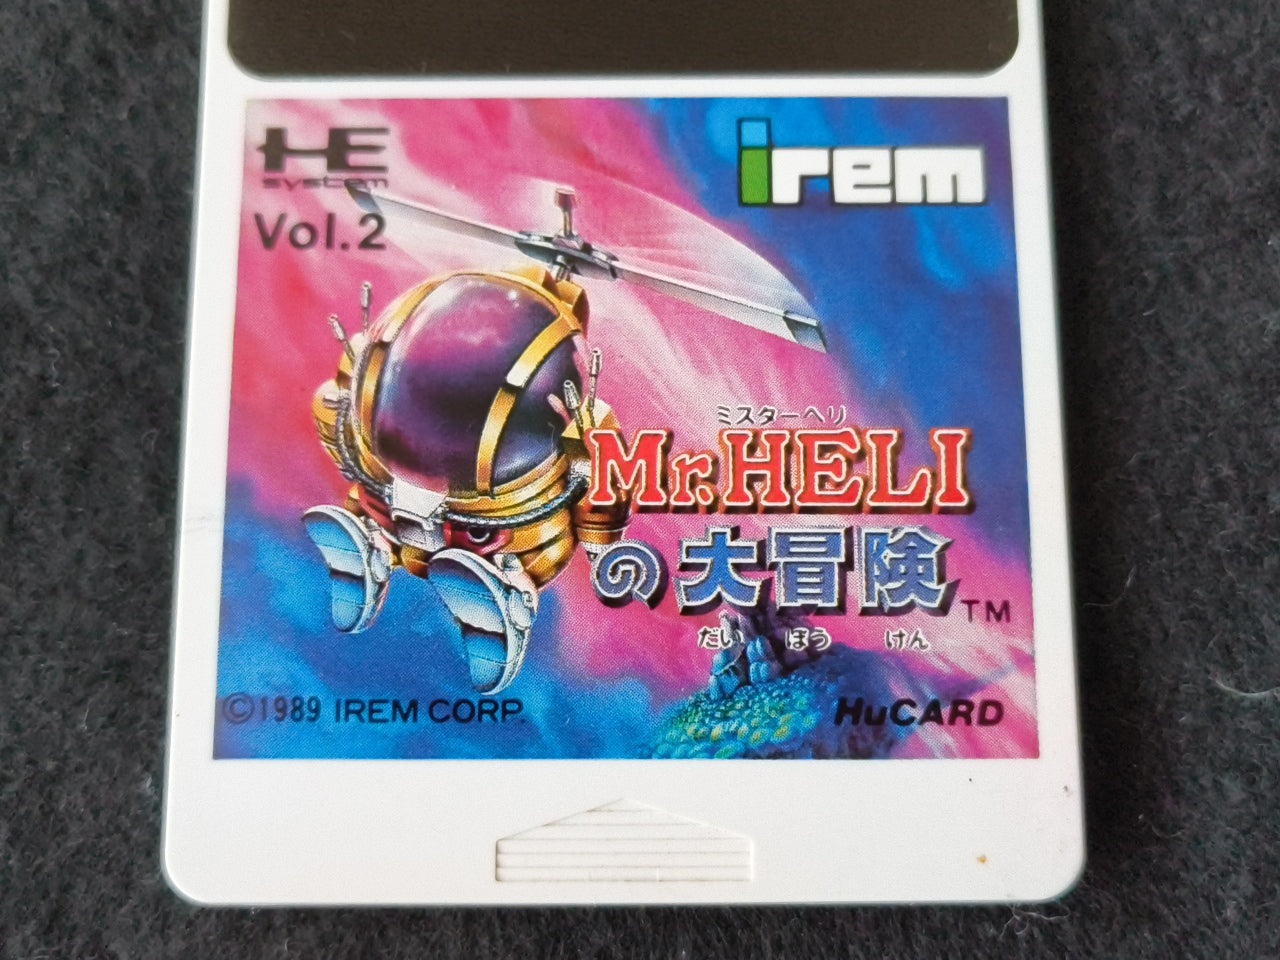 HE
system
Vol.2
irem
ミスターヘリ
Mr.HELI
の大冒険
TM
だい ぼう けん
©1989 IREM CORP.
HuCARD